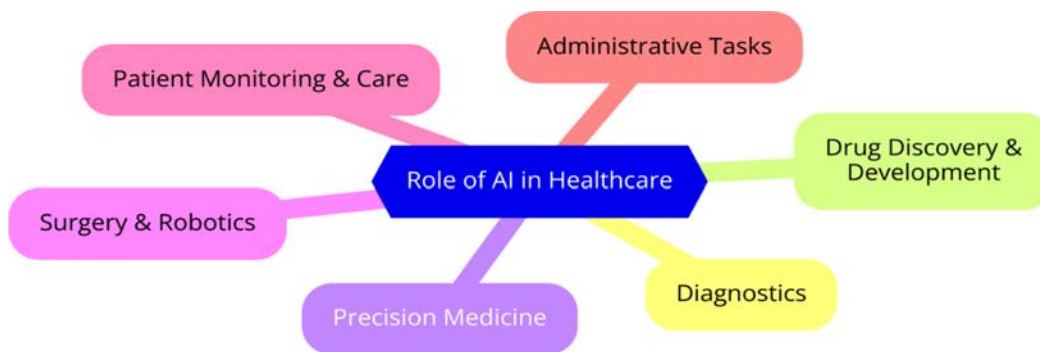 Administrative Tasks
Patient Monitoring & Care
Drug Discovery &
Development
Role of AI in Healthcare
Surgery & Robotics
Diagnostics
Precision Medicine